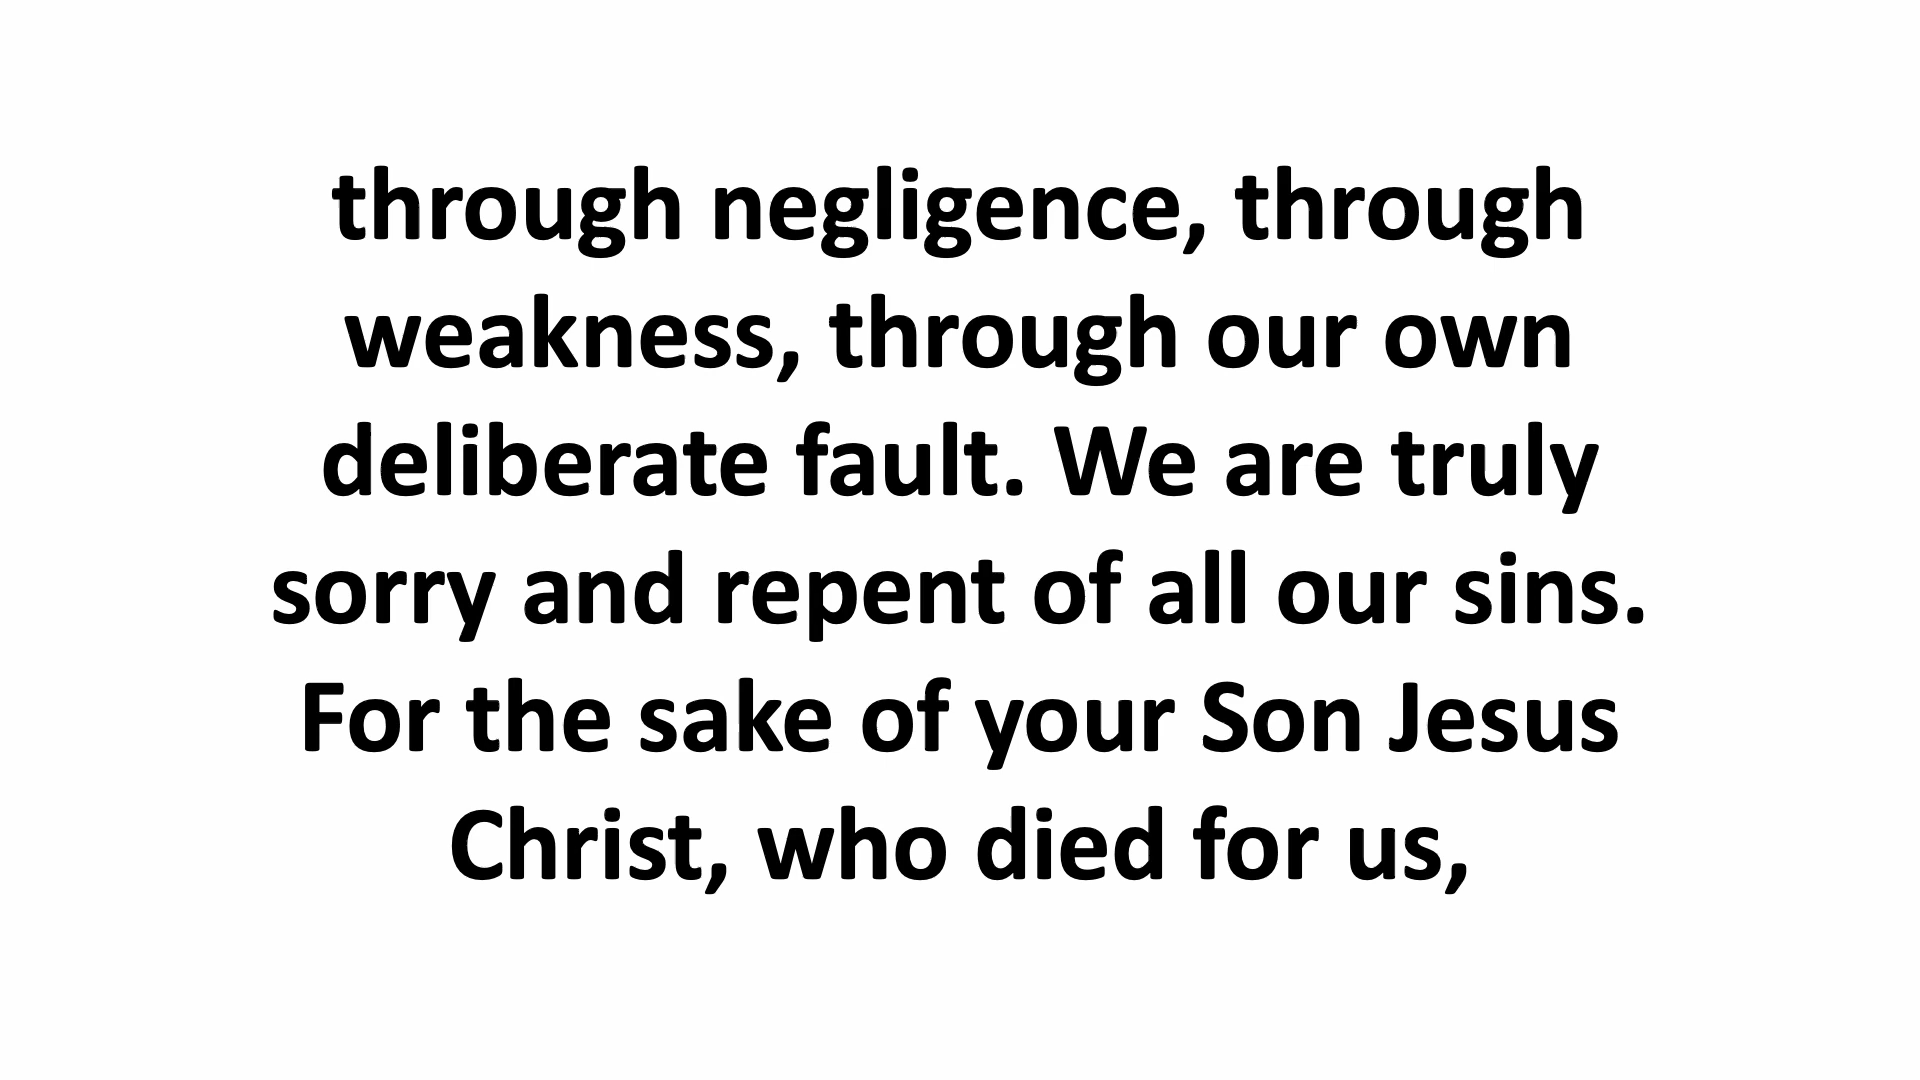 through negligence, through
weakness, through our own
deliberate fault. We are truly
sorry and repent of all our sins.
For the sake of your Son Jesus
Christ, who died for us,